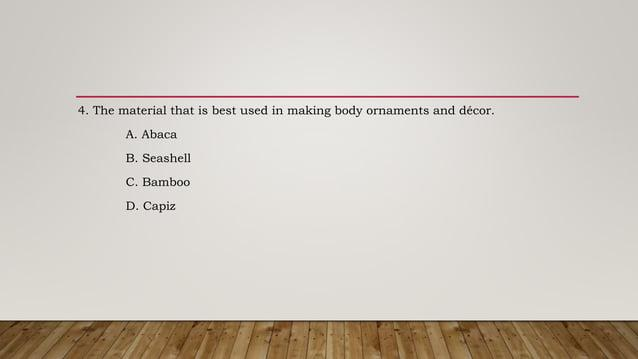 4. The material that is best used in making body ornaments and décor.
A. Abaca
B. Seashell
C. Bamboo
D. Capiz